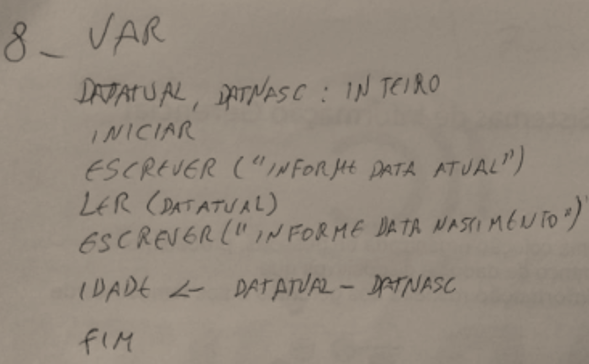 8_ VAR
DATATUAL, DATNASC : INTEIRO
INICIAR
ESCREVER ("INFORME DATA ATUAL")
LER (DATATUAL)
ESCREVER ("INFORME DATA NASCIMENTO")
IDADE <- DATATUAL - DATNASC
FIM